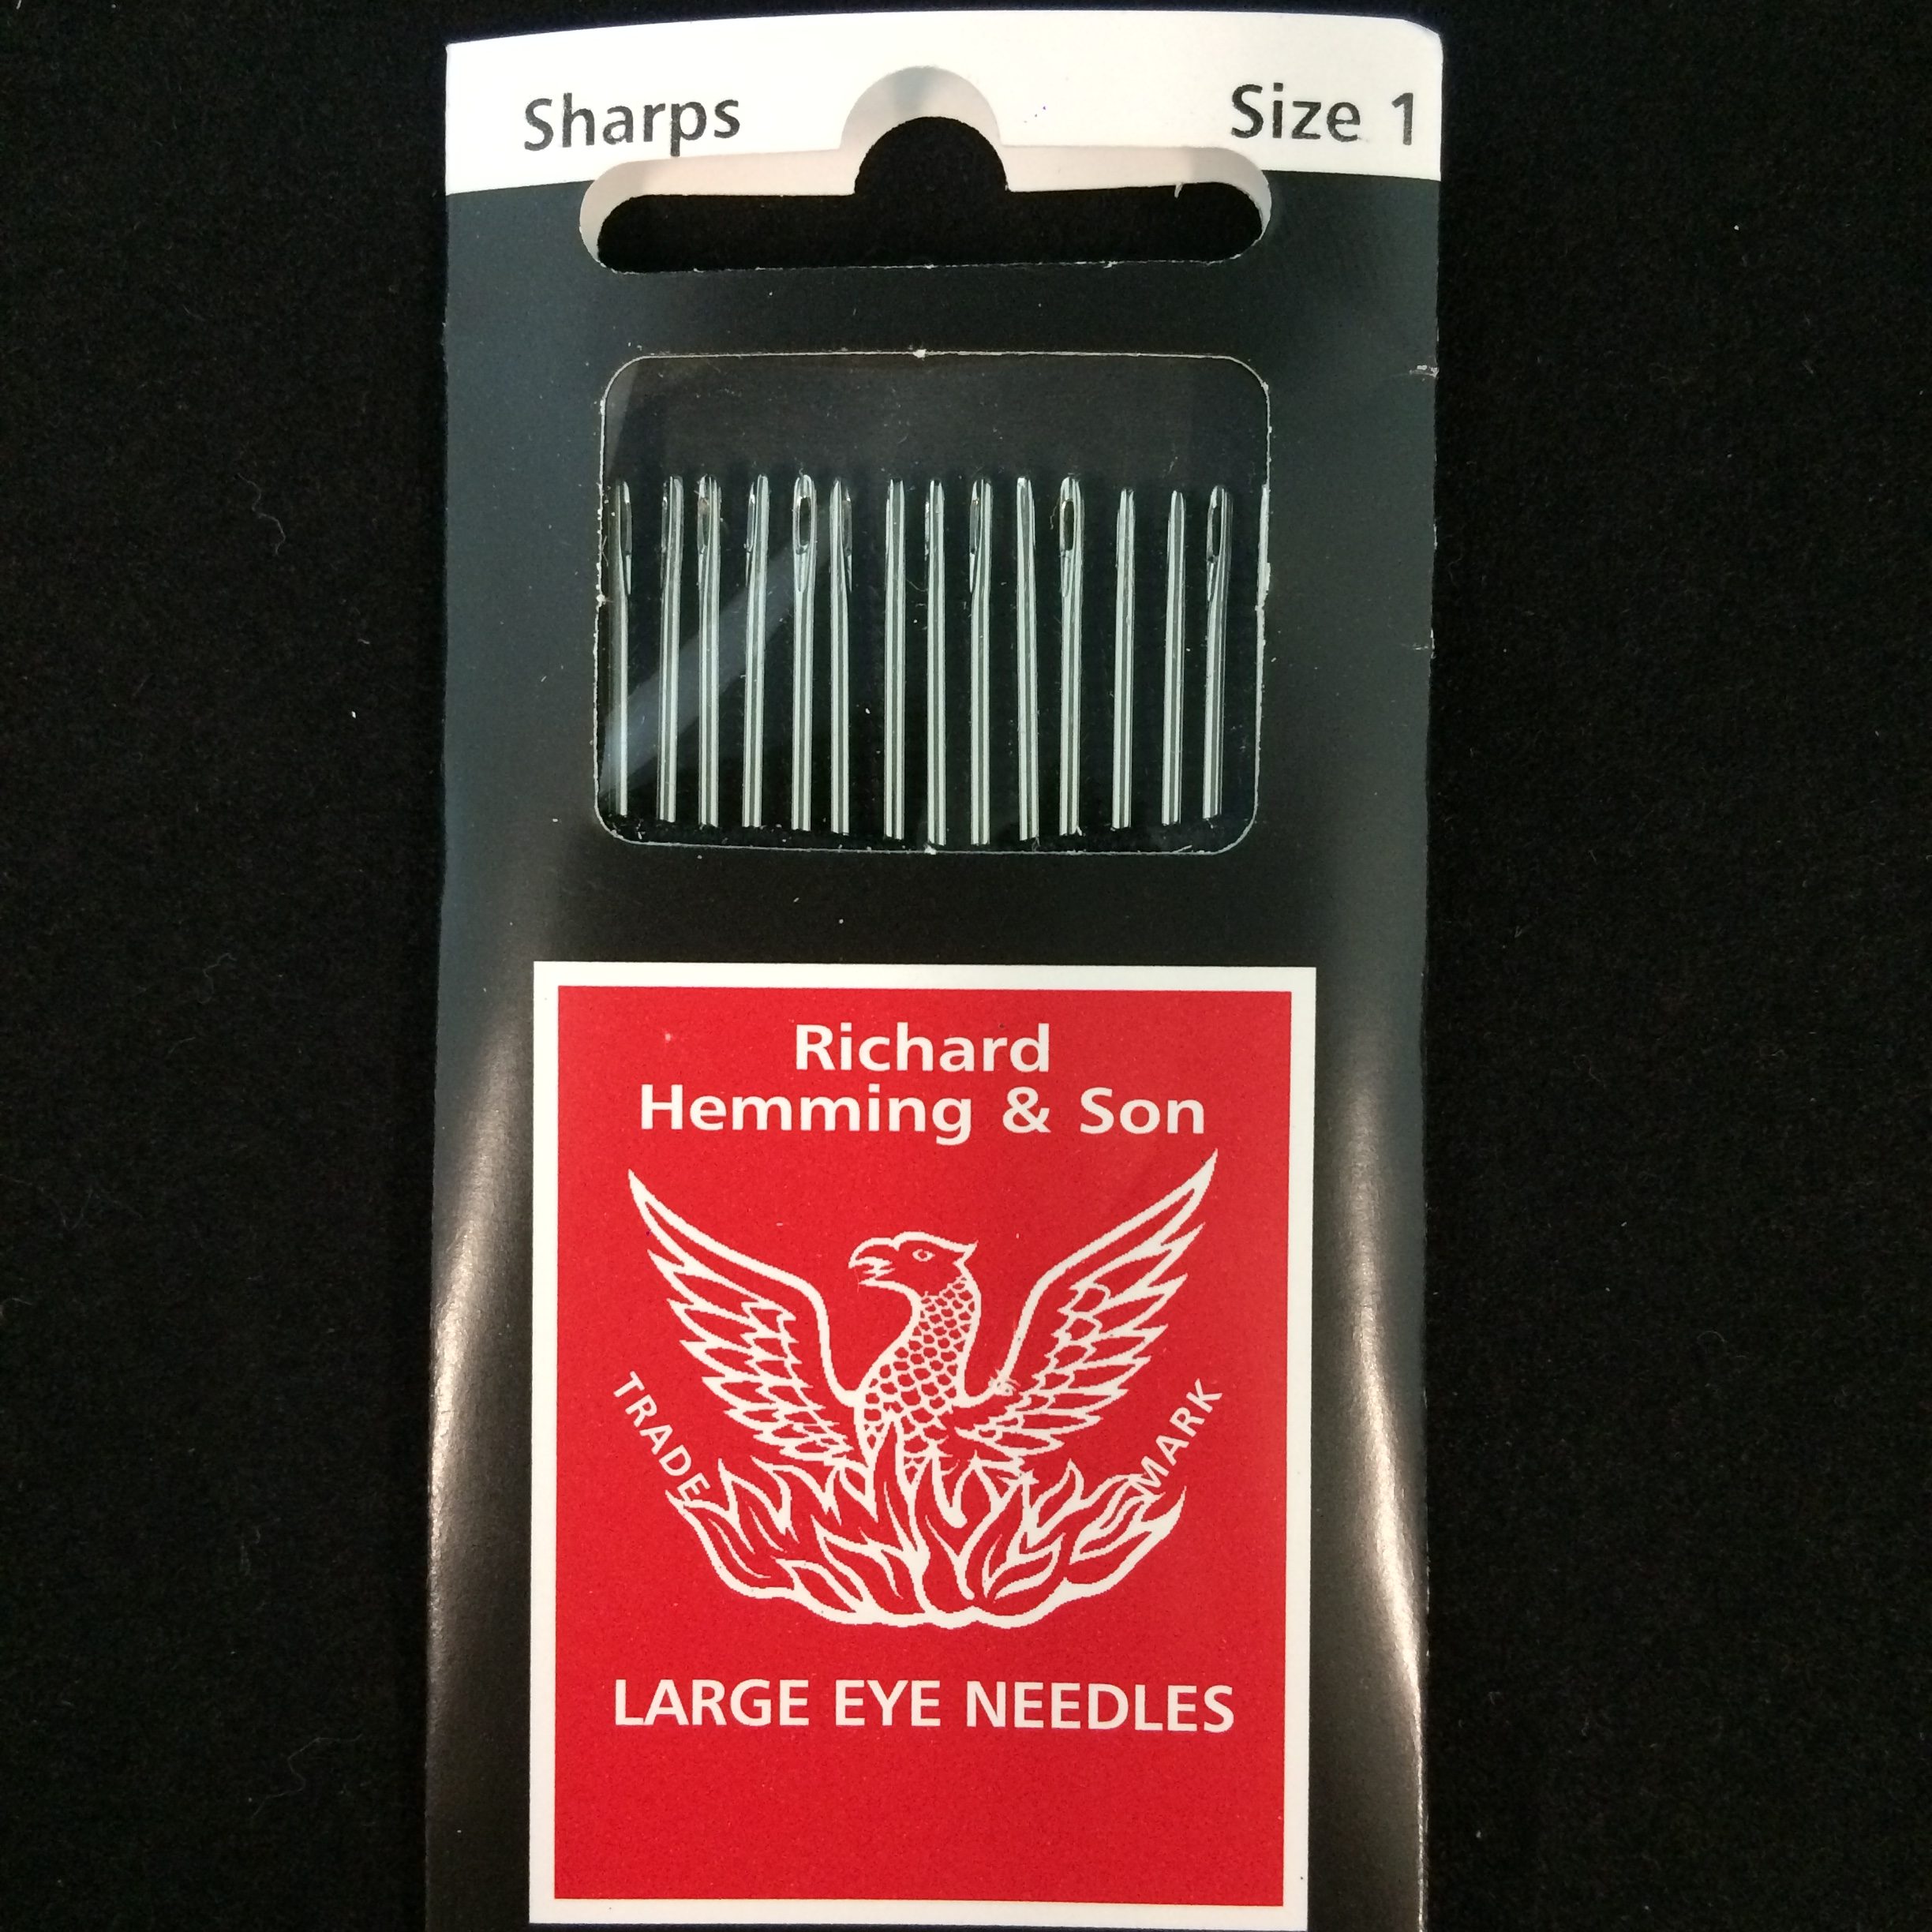 Sharps Size 1
Richard
Hemming & Son
TRADE MARK
LARGE EYE NEEDLES